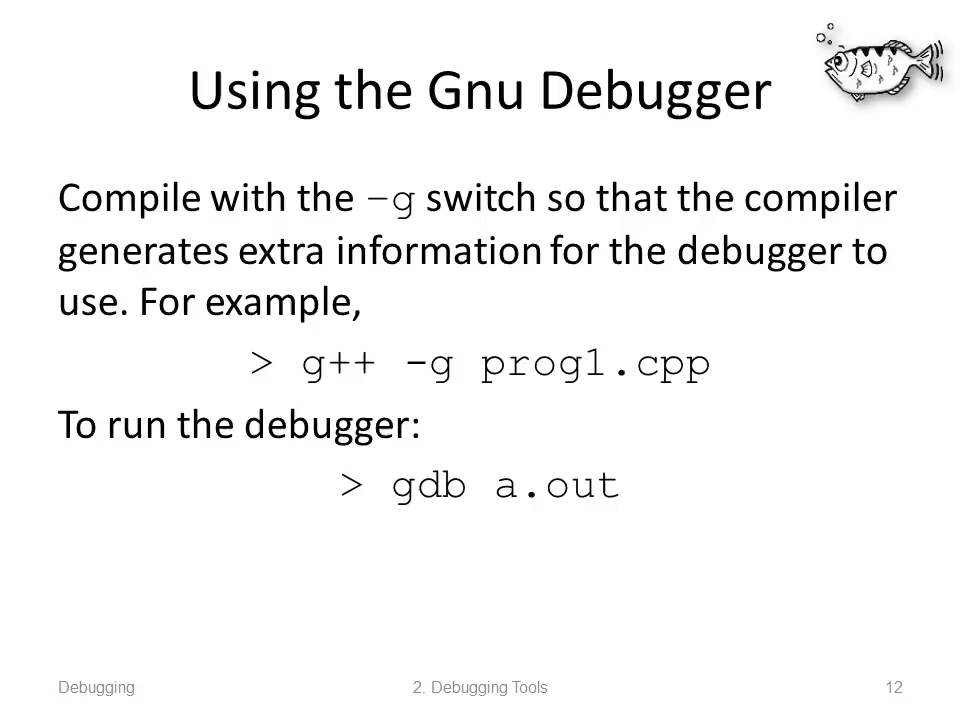 Using the Gnu Debugger
Compile with the –g switch so that the compiler
generates extra information for the debugger to
use. For example,
> g++ -g prog1.cpp
To run the debugger:
> gdb a.out
Debugging
2. Debugging Tools
12